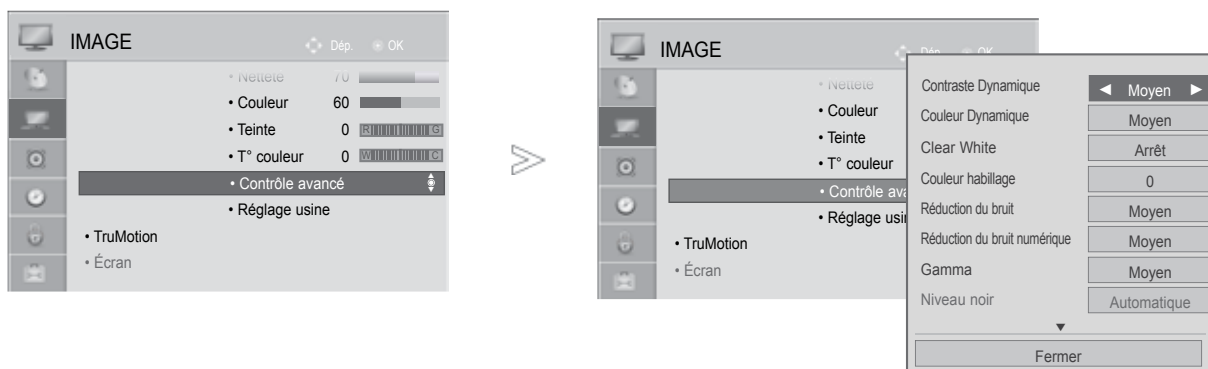 IMAGE
Dép. OK
• Netteté 70
• Couleur 60
• Teinte 0 R G
• T° couleur 0 W G
• Contrôle avancé
• Réglage usine
• TruMotion
• Écran
IMAGE
Dép. OK
• Netteté
• Couleur
• Teinte
• T° couleur
• Contrôle ava
• Réglage usi
• TruMotion
• Écran
Contraste Dynamique ◄ Moyen ►
Couleur Dynamique Moyen
Clear White Arrêt
Couleur habillage 0
Réduction du bruit Moyen
Réduction du bruit numérique Moyen
Gamma Moyen
Niveau noir Automatique
▼
Fermer